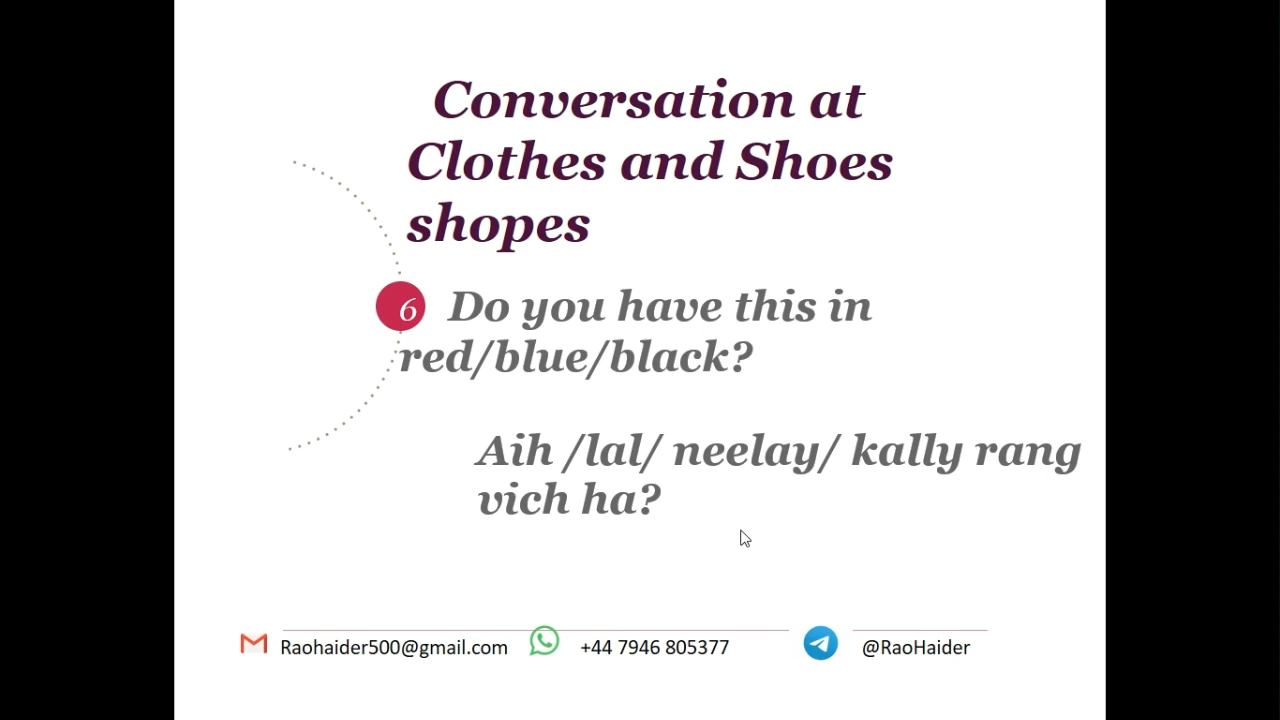 Conversation at
Clothes and Shoes
shopes
6 Do you have this in
red/blue/black?
Aih /lal/ neelay/ kally rang
vich ha?
Raohaider500@gmail.com +44 7946 805377 @RaoHaider